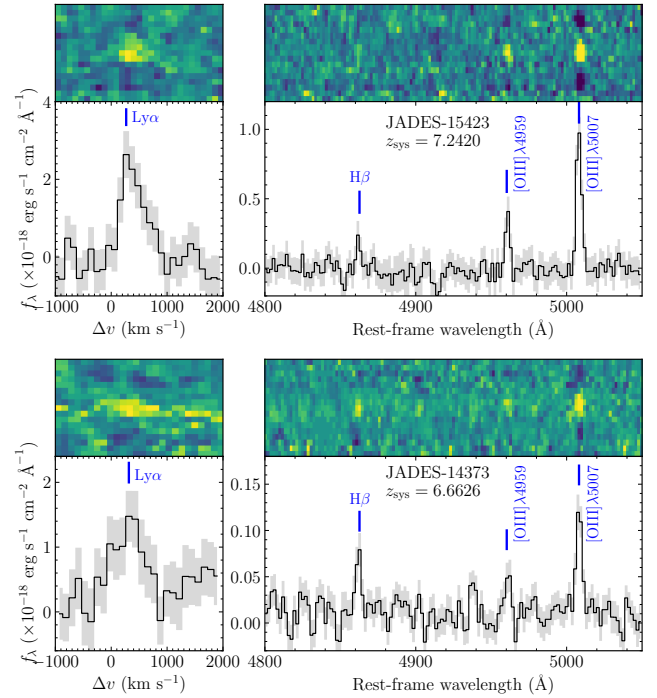 4
2
0
f_λ (×10⁻¹⁸ erg s⁻¹ cm⁻² Å⁻¹)
Lyα
−1000 0 1000 2000
Δv (km s⁻¹)
1.0
0.5
0.0
JADES-15423
z_sys = 7.2420
Hβ
[OIII]λ4959
[OIII]λ5007
4800 4900 5000
Rest-frame wavelength (Å)
2
1
0
f_λ (×10⁻¹⁸ erg s⁻¹ cm⁻² Å⁻¹)
Lyα
−1000 0 1000 2000
Δv (km s⁻¹)
0.15
0.10
0.05
0.00
JADES-14373
z_sys = 6.6626
Hβ
[OIII]λ4959
[OIII]λ5007
4800 4900 5000
Rest-frame wavelength (Å)